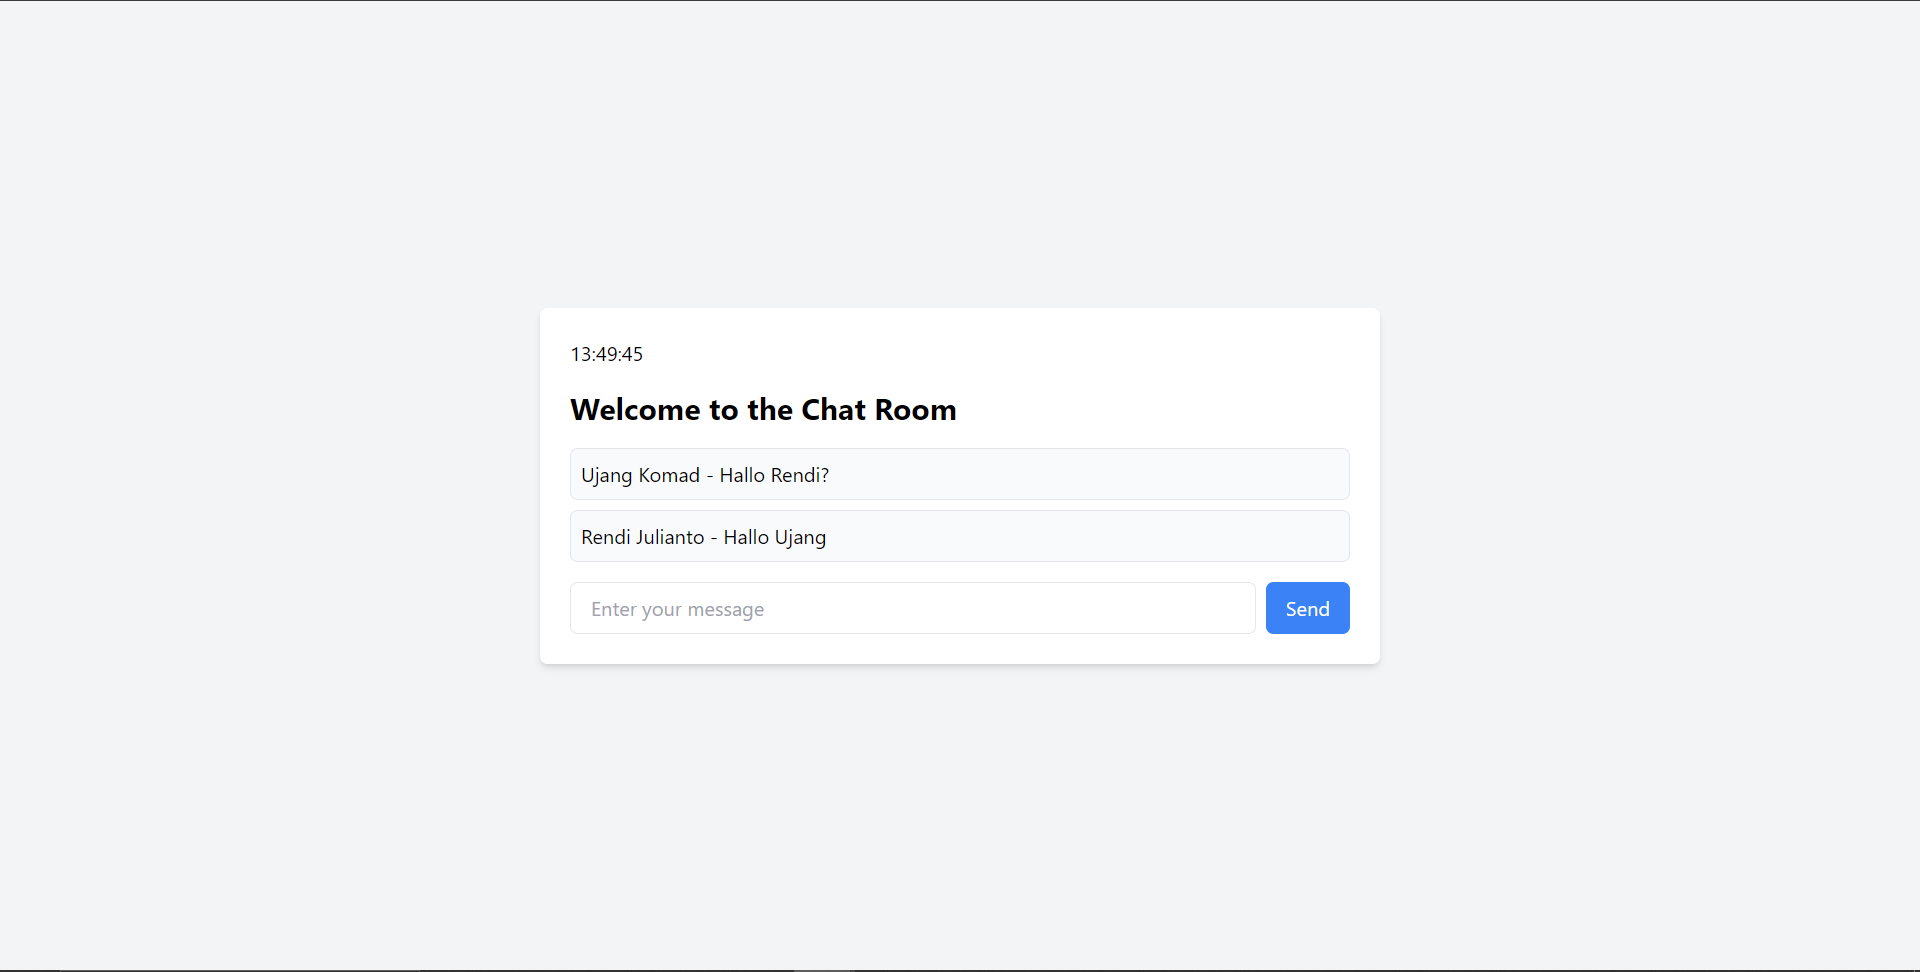 13:49:45
Welcome to the Chat Room
Ujang Komad - Hallo Rendi?
Rendi Julianto - Hallo Ujang
Enter your message
Send